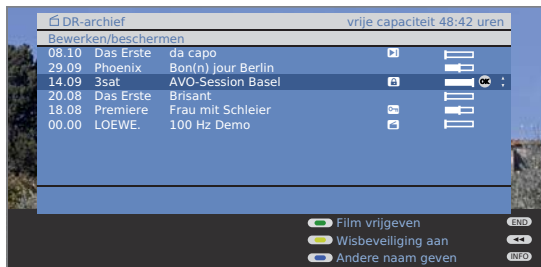 DR-archief vrije capaciteit 48:42 uren
Bewerken/beschermen
08.10 Das Erste da capo
29.09 Phoenix Bon(n) jour Berlin
14.09 3sat AVO-Session Basel OK
20.08 Das Erste Brisant
18.08 Premiere Frau mit Schleier
00.00 LOEWE. 100 Hz Demo
Film vrijgeven END
Wisbeveiliging aan
Andere naam geven INFO